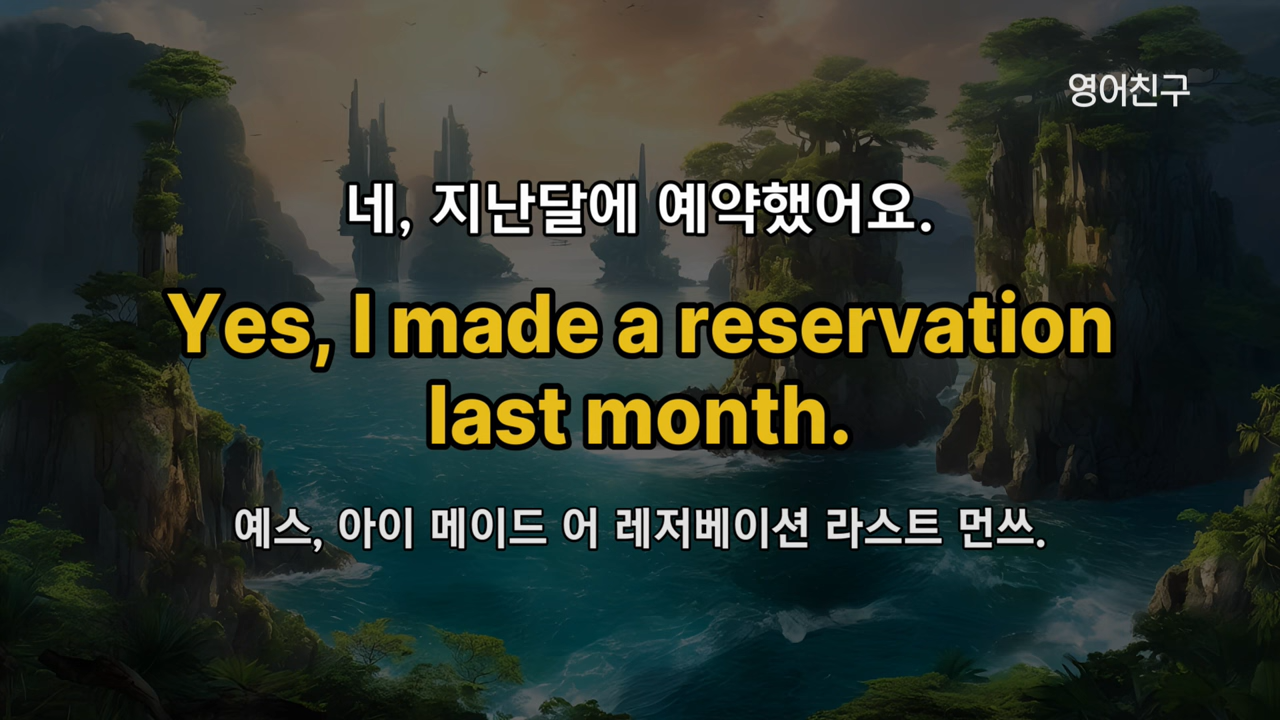 영어친구
네, 지난달에 예약했어요.
Yes, I made a reservation
last month.
예스, 아이 메이드 어 레저베이션 라스트 먼쓰.